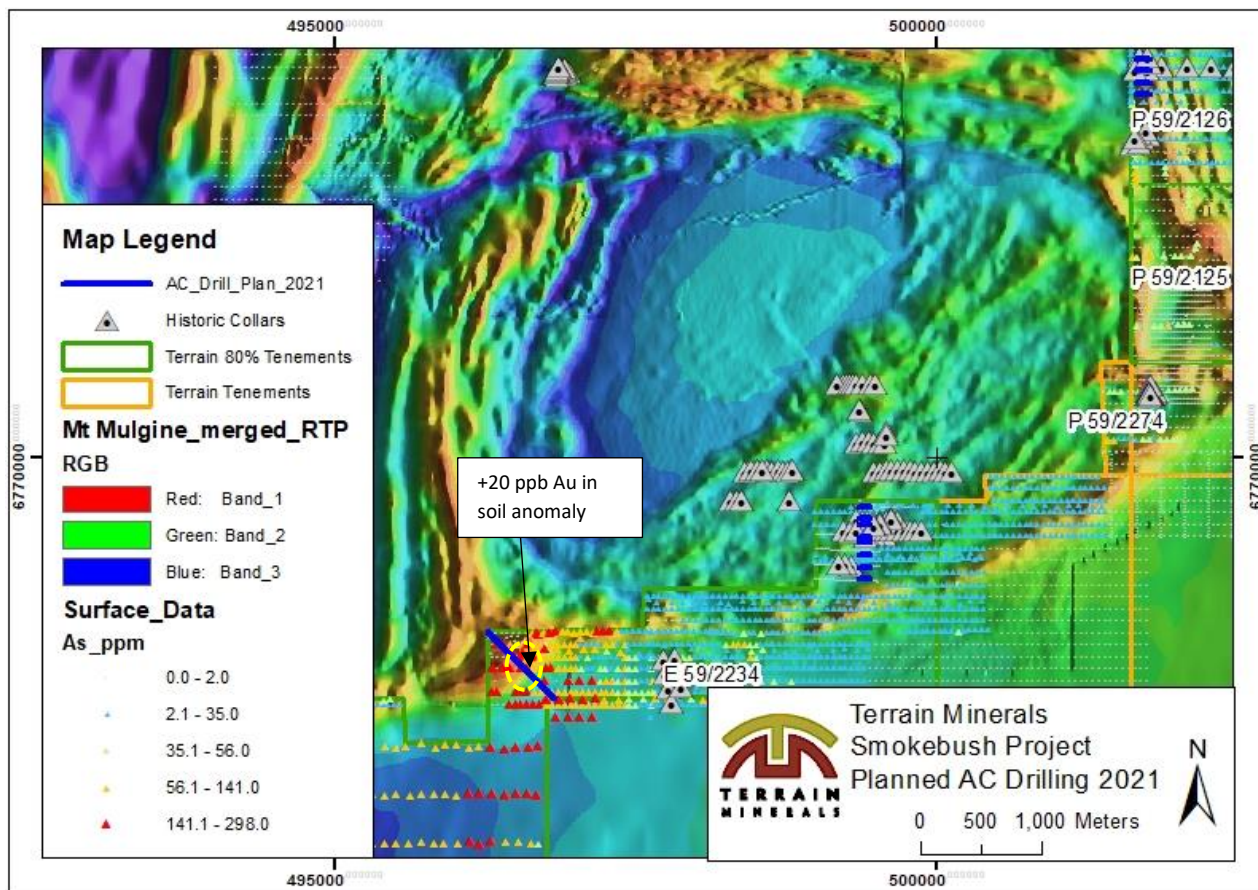 495000
500000
P 59/2126
P 59/2125
P 59/2274
6770000
6770000
Map Legend
AC_Drill_Plan_2021
Historic Collars
Terrain 80% Tenements
Terrain Tenements
Mt Mulgine_merged_RTP
RGB
Red: Band_1
Green: Band_2
Blue: Band_3
Surface_Data
As_ppm
0.0 - 2.0
2.1 - 35.0
35.1 - 56.0
56.1 - 141.0
141.1 - 298.0
+20 ppb Au in
soil anomaly
E 59/2234
TERRAIN
MINERALS
Terrain Minerals
Smokebush Project
Planned AC Drilling 2021
N
0 500 1,000 Meters
495000
500000